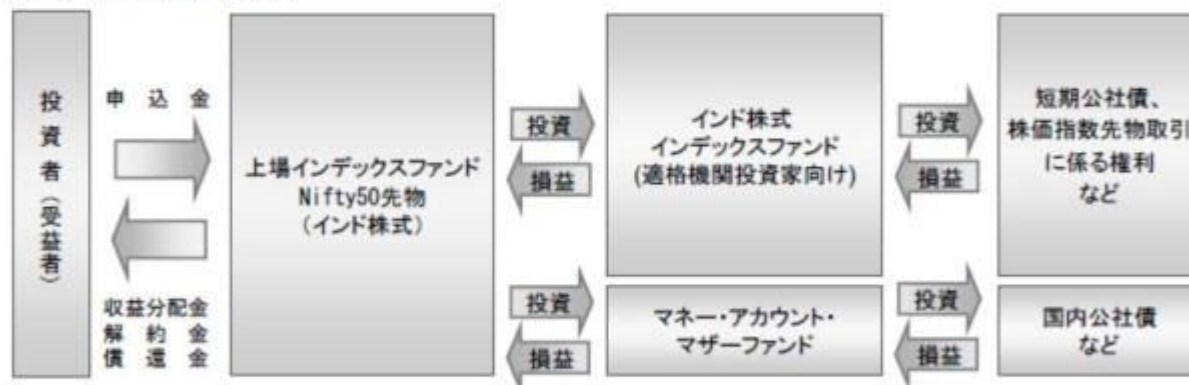 投資者(受益者)
申込金
収益分配金
解約金
償還金
上場インデックスファンド
Nifty50先物
(インド株式)
投資
損益
インド株式
インデックスファンド
(適格機関投資家向け)
投資
損益
短期公社債、
株価指数先物取引
に係る権利
など
投資
損益
マネー・アカウント・
マザーファンド
投資
損益
国内公社債
など